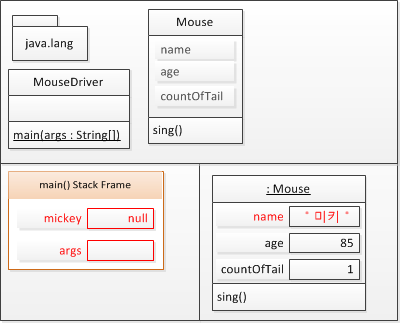 java.lang
MouseDriver
main(args : String[])
Mouse
name
age
countOfTail
sing()
main() Stack Frame
mickey null
args
: Mouse
name " 미키 "
age 85
countOfTail 1
sing()